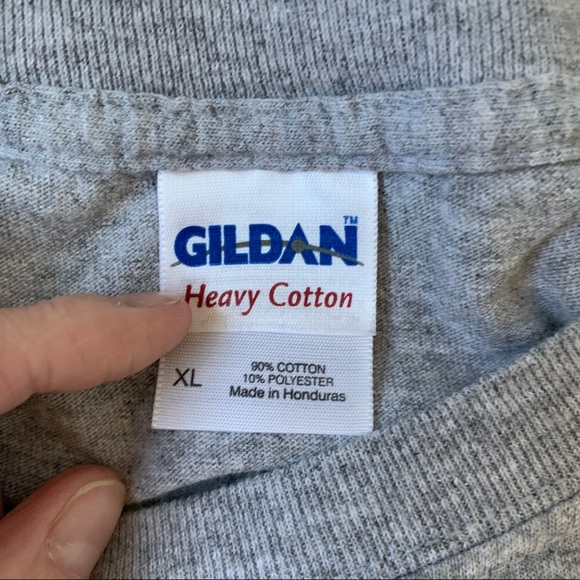 GILDAN™
Heavy Cotton
XL
90% COTTON
10% POLYESTER
Made in Honduras